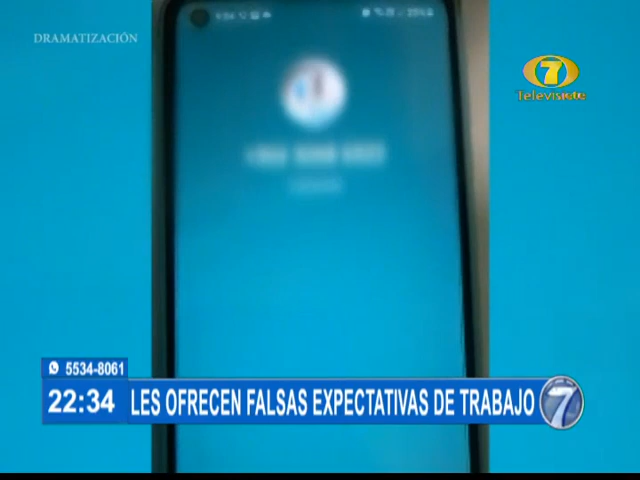 DRAMATIZACIÓN
7
Televisiete
5534-8061
22:34
LES OFRECEN FALSAS EXPECTATIVAS DE TRABAJO
7